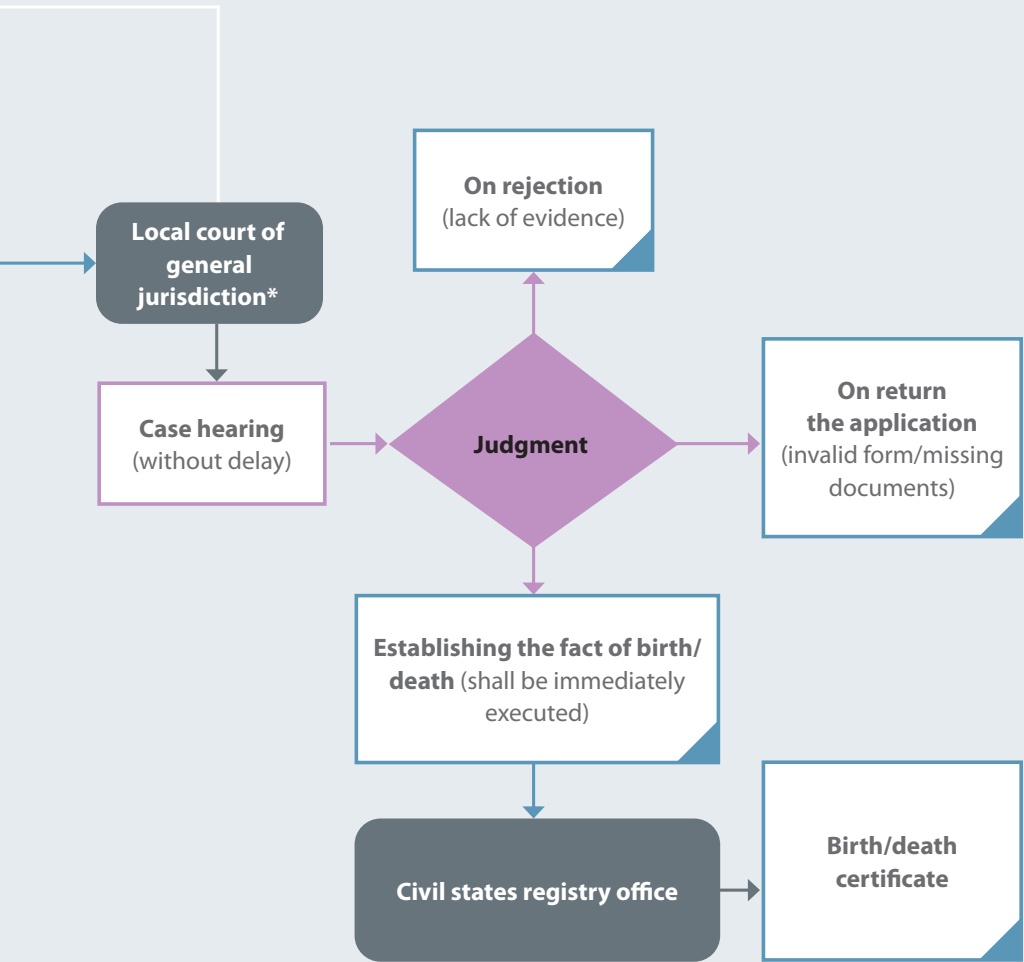 On rejection
(lack of evidence)
Local court of
general
jurisdiction*
Case hearing
(without delay)
Judgment
On return
the application
(invalid form/missing
documents)
Establishing the fact of birth/
death (shall be immediately
executed)
Civil states registry office
Birth/death
certificate